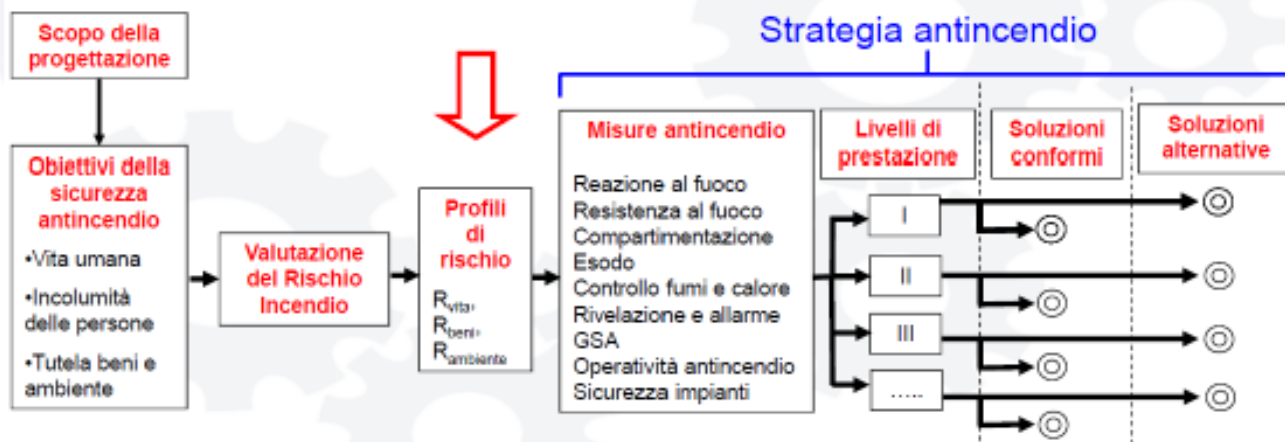 Strategia antincendio
Scopo della
progettazione
Obiettivi della
sicurezza
antincendio
•Vita umana
•Incolumità
delle persone
•Tutela beni e
ambiente
Valutazione
del Rischio
Incendio
Profili
di
rischio
Rvita,
Rbeni,
Rambiente
Misure antincendio
Reazione al fuoco
Resistenza al fuoco
Compartimentazione
Esodo
Controllo fumi e calore
Rivelazione e allarme
GSA
Operatività antincendio
Sicurezza impianti
Livelli di
prestazione
I
II
III
.....
Soluzioni
conformi
Soluzioni
alternative